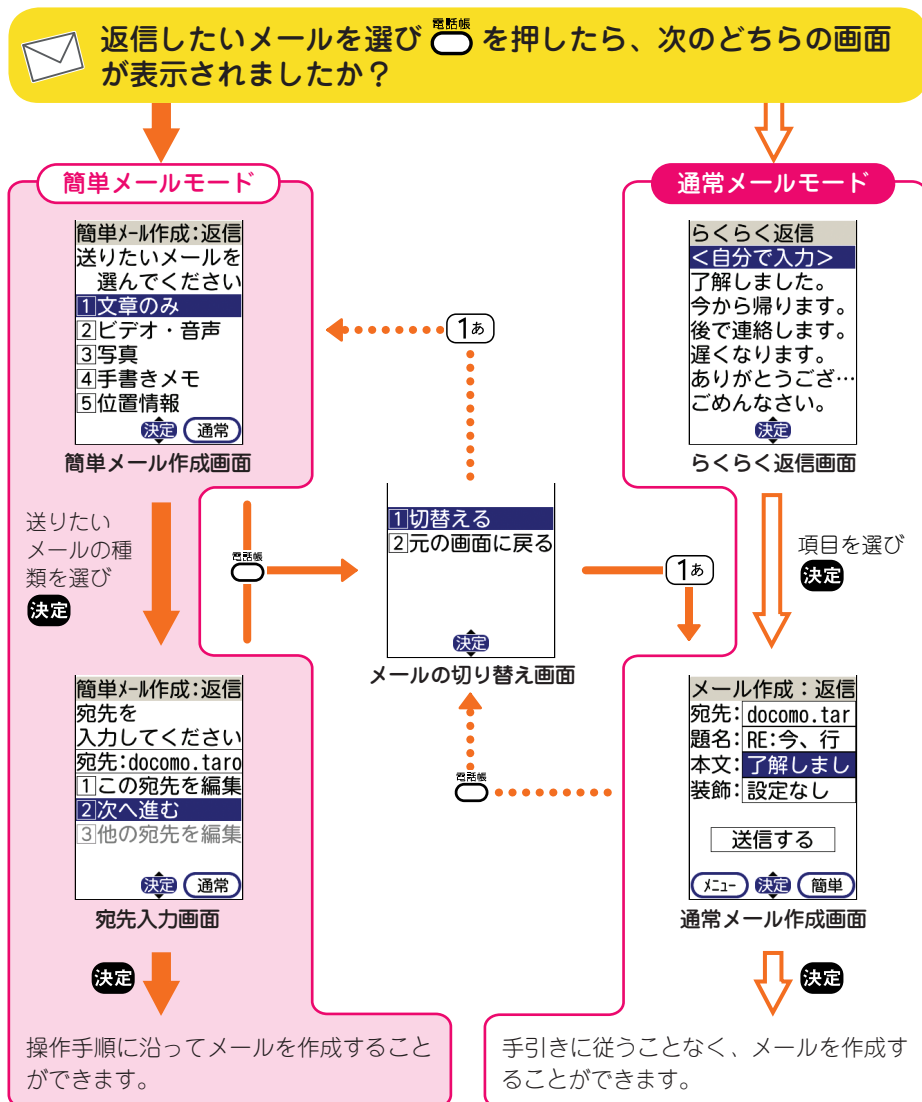 電話帳
返信したいメールを選び を押したら、次のどちらの画面
が表示されましたか？
簡単メールモード
簡単メール作成：返信
送りたいメールを
選んでください
1文章のみ
2ビデオ・音声
3写真
4手書きメモ
5位置情報
決定 通常
簡単メール作成画面
送りたい
メールの種
類を選び
決定
電話帳
簡単メール作成：返信
宛先を
入力してください
宛先：docomo.taro
1この宛先を編集
2次へ進む
3他の宛先を編集
決定 通常
宛先入力画面
決定
操作手順に沿ってメールを作成すること
ができます。
1あ
1切替える
2元の画面に戻る
決定
メールの切り替え画面
1あ
電話帳
通常メールモード
らくらく返信
＜自分で入力＞
了解しました。
今から帰ります。
後で連絡します。
遅くなります。
ありがとうござ…
ごめんなさい。
決定
らくらく返信画面
項目を選び
決定
メール作成：返信
宛先：docomo.tar
題名：RE:今、行
本文：了解しまし
装飾：設定なし
送信する
メニュー 決定 簡単
通常メール作成画面
決定
手引きに従うことなく、メールを作成す
ることができます。